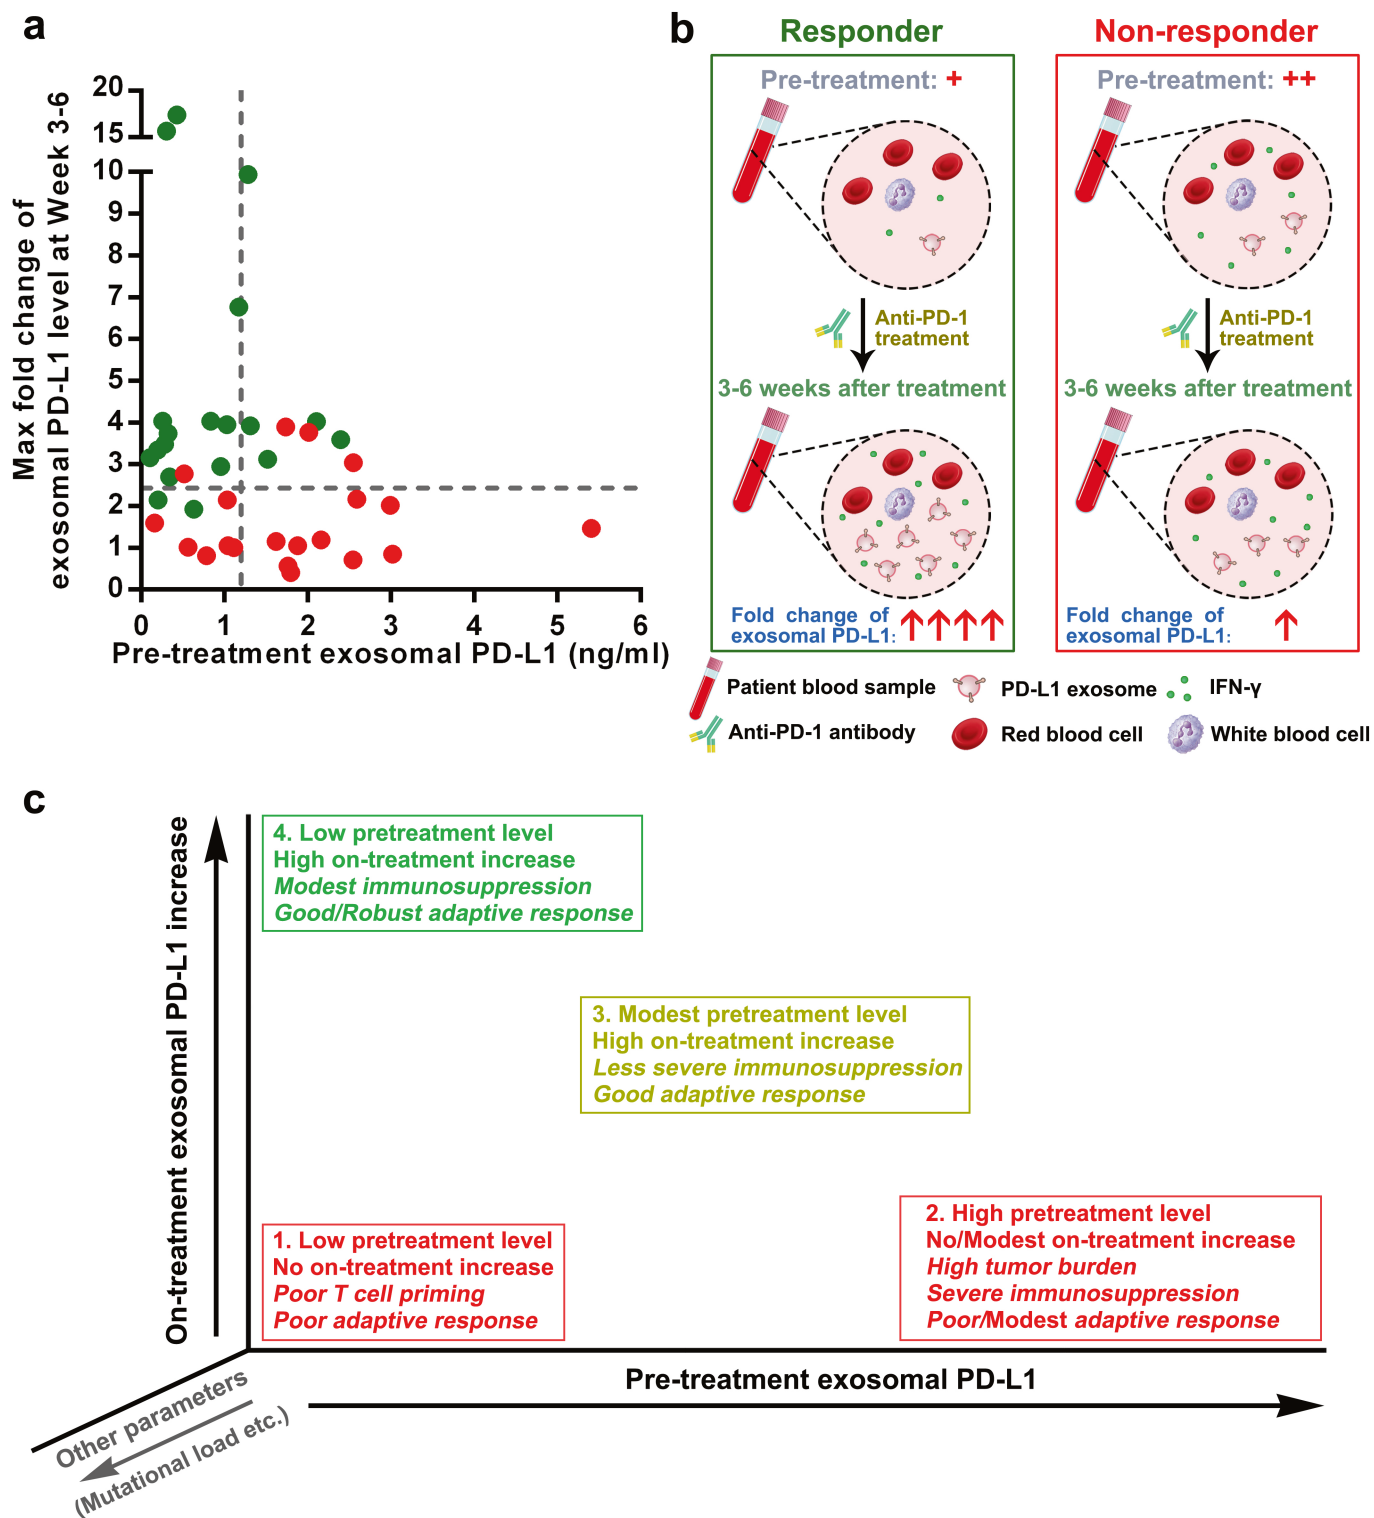 a
Max fold change of
exosomal PD-L1 level at Week 3-6
20
15
10
9
8
7
6
5
4
3
2
1
0
0 1 2 3 4 5 6
Pre-treatment exosomal PD-L1 (ng/ml)
b
Responder
Pre-treatment: +
Anti-PD-1
treatment
3-6 weeks after treatment
Fold change of
exosomal PD-L1:
Non-responder
Pre-treatment: ++
Anti-PD-1
treatment
3-6 weeks after treatment
Fold change of
exosomal PD-L1:
Patient blood sample
PD-L1 exosome
IFN-γ
Anti-PD-1 antibody
Red blood cell
White blood cell
c
On-treatment exosomal PD-L1 increase
4. Low pretreatment level
High on-treatment increase
Modest immunosuppression
Good/Robust adaptive response
3. Modest pretreatment level
High on-treatment increase
Less severe immunosuppression
Good adaptive response
1. Low pretreatment level
No on-treatment increase
Poor T cell priming
Poor adaptive response
2. High pretreatment level
No/Modest on-treatment increase
High tumor burden
Severe immunosuppression
Poor/Modest adaptive response
Pre-treatment exosomal PD-L1
Other parameters
(Mutational load etc.)